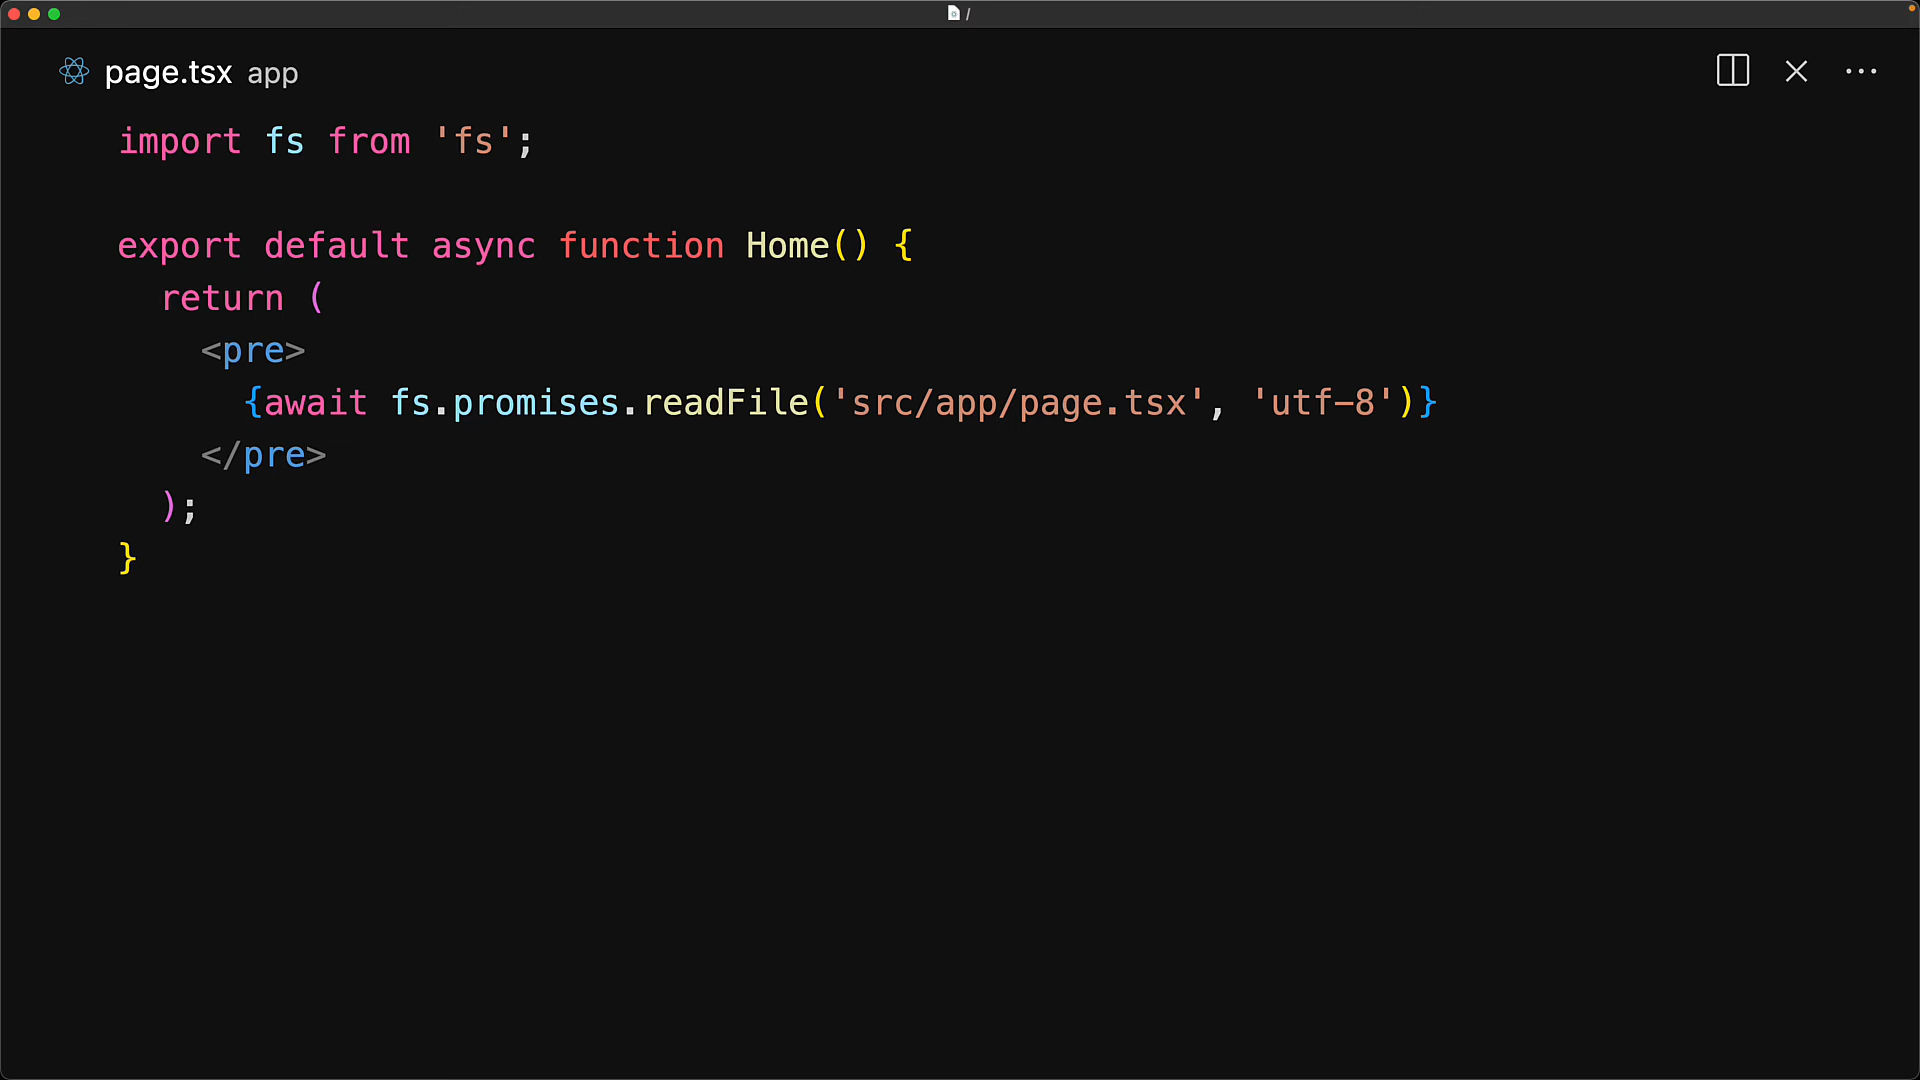 /
page.tsx app
import fs from 'fs';
export default async function Home() {
return (
<pre>
{await fs.promises.readFile('src/app/page.tsx', 'utf-8')}
</pre>
);
}